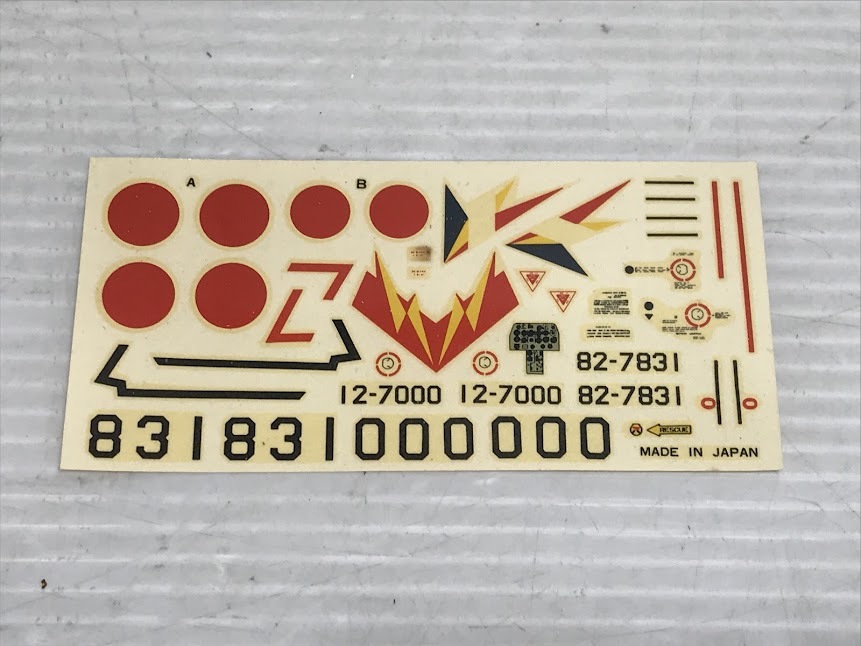 A
B
82-7831
12-7000 12-7000 82-7831
831831000000
RESCUE
MADE IN JAPAN